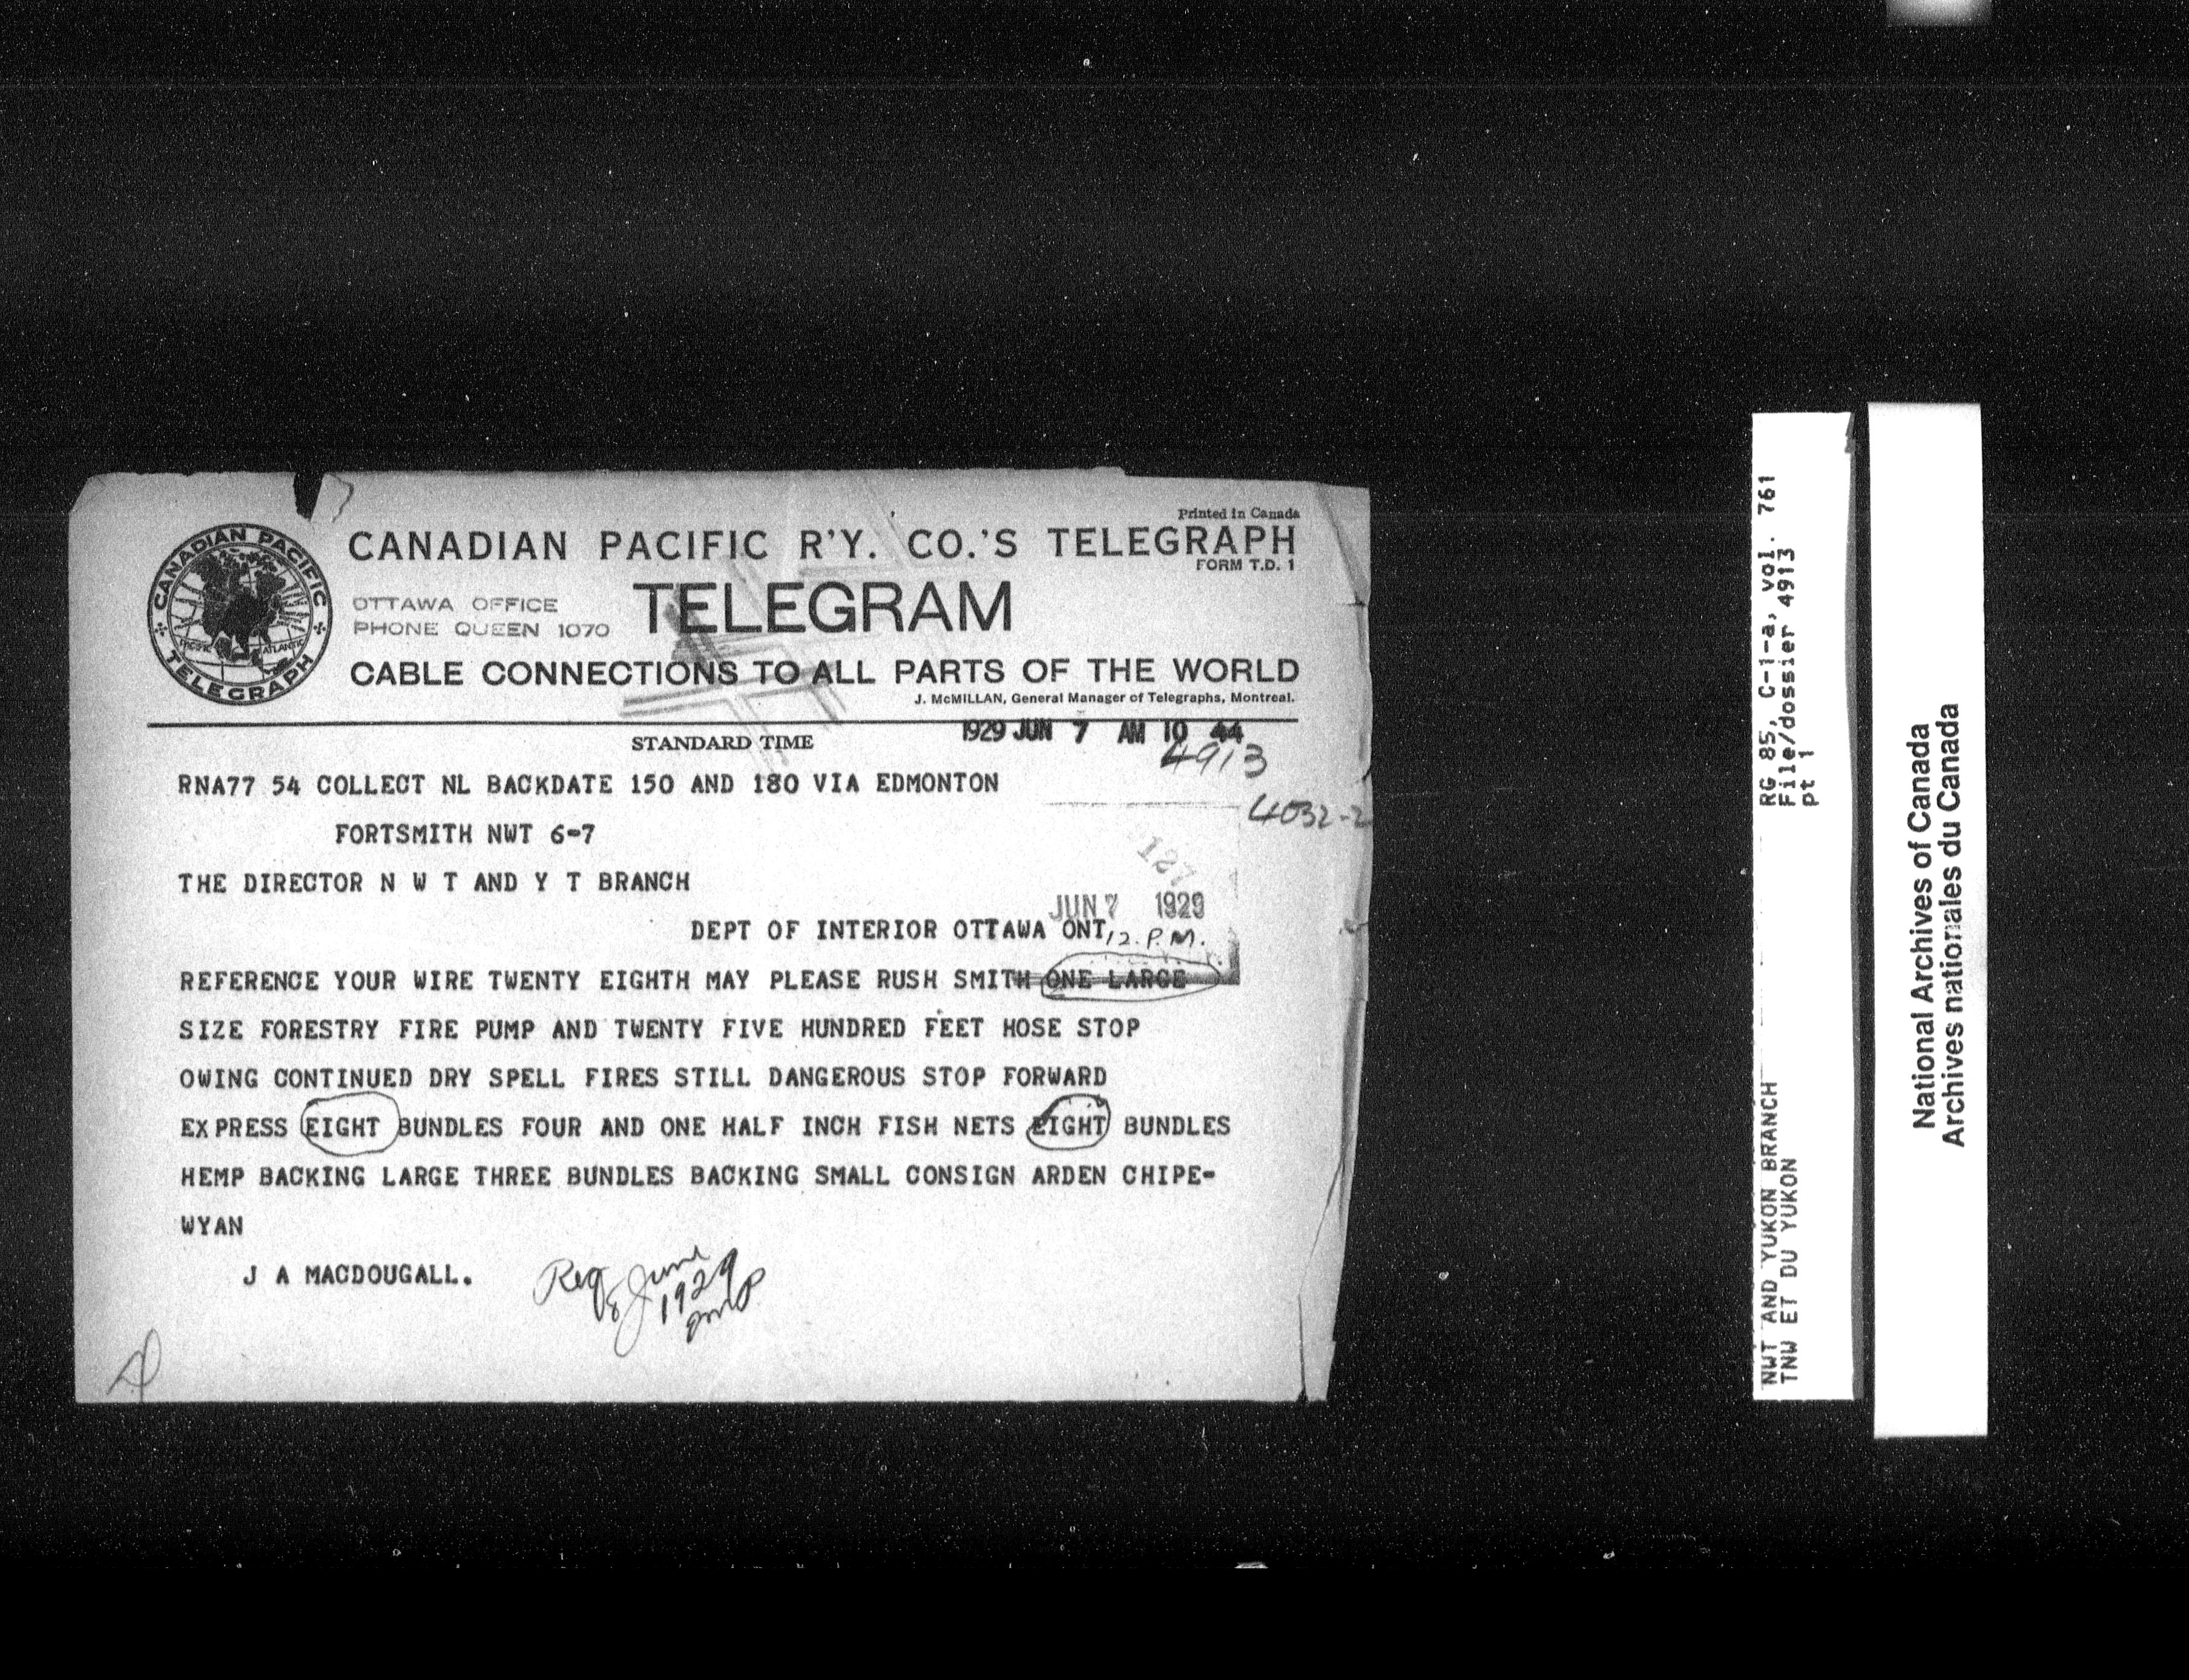 Printed in Canada
CANADIAN PACIFIC R'Y. CO.'S TELEGRAPH
FORM T.D. 1
CANADIAN PACIFIC
TELEGRAPH
PACIFIC
ATLANTIC
OTTAWA OFFICE
PHONE QUEEN 1070
TELEGRAM
CABLE CONNECTIONS TO ALL PARTS OF THE WORLD
J. McMILLAN, General Manager of Telegraphs, Montreal.
1929 JUN 7 AM 10 44
STANDARD TIME
4913
RNA77 54 COLLECT NL BACKDATE 150 AND 180 VIA EDMONTON
4032-2
FORTSMITH NWT 6-7
127
THE DIRECTOR N W T AND Y T BRANCH
JUN 7 1929
DEPT OF INTERIOR OTTAWA ONT
12. P.M.
REFERENCE YOUR WIRE TWENTY EIGHTH MAY PLEASE RUSH SMITH ONE LARGE
SIZE FORESTRY FIRE PUMP AND TWENTY FIVE HUNDRED FEET HOSE STOP
OWING CONTINUED DRY SPELL FIRES STILL DANGEROUS STOP FORWARD
EXPRESS EIGHT BUNDLES FOUR AND ONE HALF INCH FISH NETS EIGHT BUNDLES
HEMP BACKING LARGE THREE BUNDLES BACKING SMALL CONSIGN ARDEN CHIPE-
WYAN
J A MACDOUGALL.
Req
8 June
1929
RG 85, C-1-a, vol. 761
File/dossier 4913
pt 1
NWT AND YUKON BRANCH
TNW ET DU YUKON
National Archives of Canada
Archives nationales du Canada